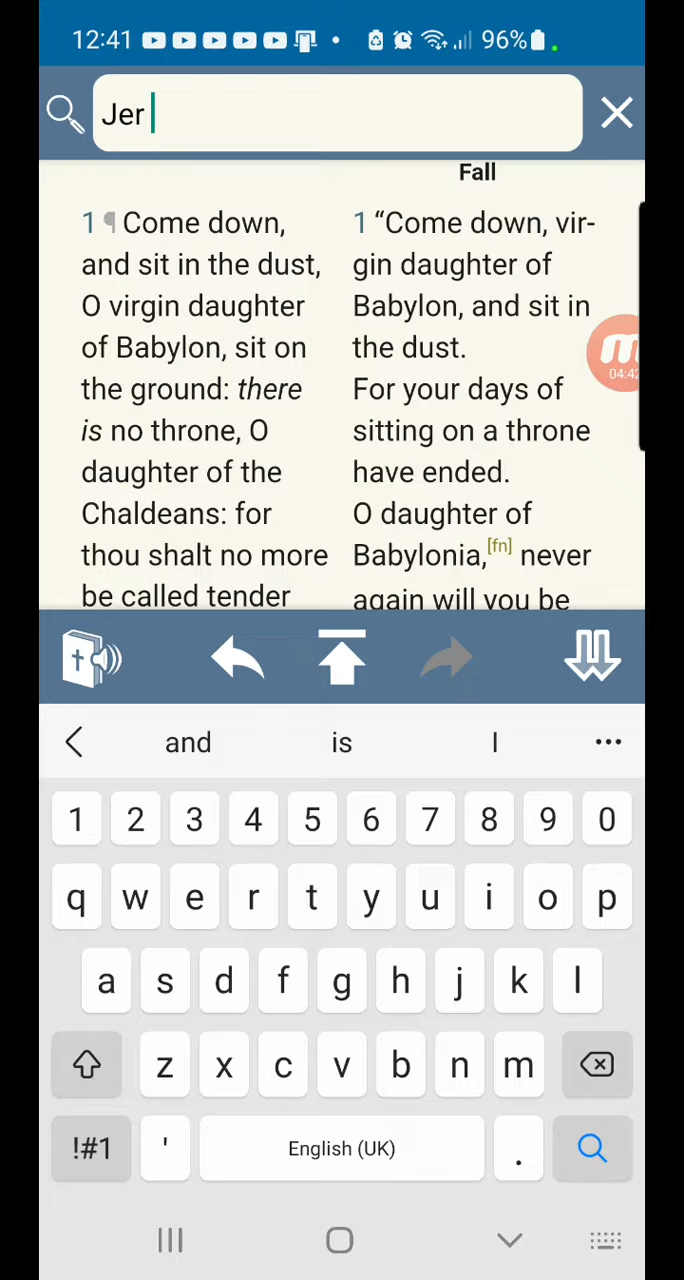 12:41
96%
Jer
Fall
1 ¶ Come down,
and sit in the dust,
O virgin daughter
of Babylon, sit on
the ground: there
is no throne, O
daughter of the
Chaldeans: for
thou shalt no more
be called tender
1 “Come down, vir-
gin daughter of
Babylon, and sit in
the dust.
For your days of
sitting on a throne
have ended.
O daughter of
Babylonia,[fn] never
again will you be
04:42
and is I ...
1 2 3 4 5 6 7 8 9 0
q w e r t y u i o p
a s d f g h j k l
z x c v b n m
!#1 ' English (UK) .